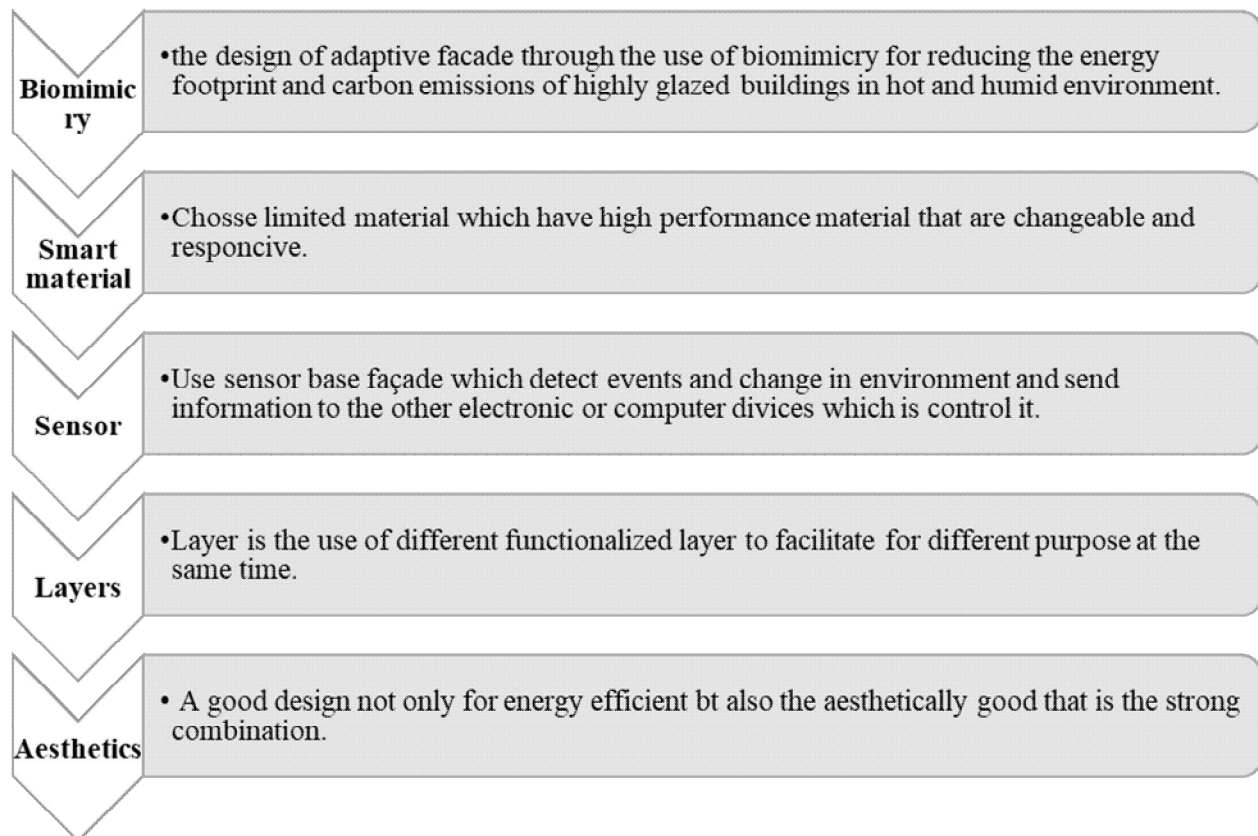 Biomimic
ry
•the design of adaptive facade through the use of biomimicry for reducing the energy
footprint and carbon emissions of highly glazed buildings in hot and humid environment.
Smart
material
•Chosse limited material which have high performance material that are changeable and
responcive.
Sensor
•Use sensor base façade which detect events and change in environment and send
information to the other electronic or computer divices which is control it.
Layers
•Layer is the use of different functionalized layer to facilitate for different purpose at the
same time.
Aesthetics
• A good design not only for energy efficient bt also the aesthetically good that is the strong
combination.